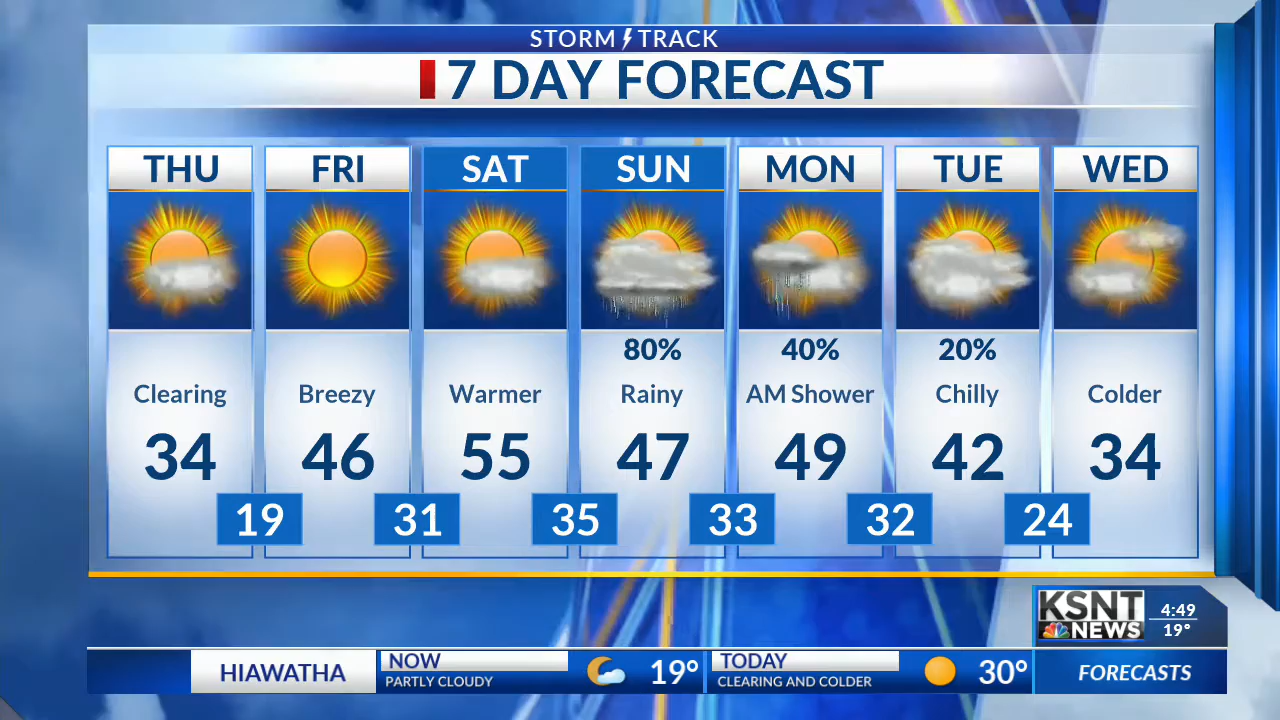 STORM TRACK
7 DAY FORECAST
THU FRI SAT SUN MON TUE WED
80% 40% 20%
Clearing Breezy Warmer Rainy AM Shower Chilly Colder
34 46 55 47 49 42 34
19 31 35 33 32 24
KSNT
NEWS
4:49
19°
HIAWATHA
NOW
PARTLY CLOUDY
19°
TODAY
CLEARING AND COLDER
30°
FORECASTS